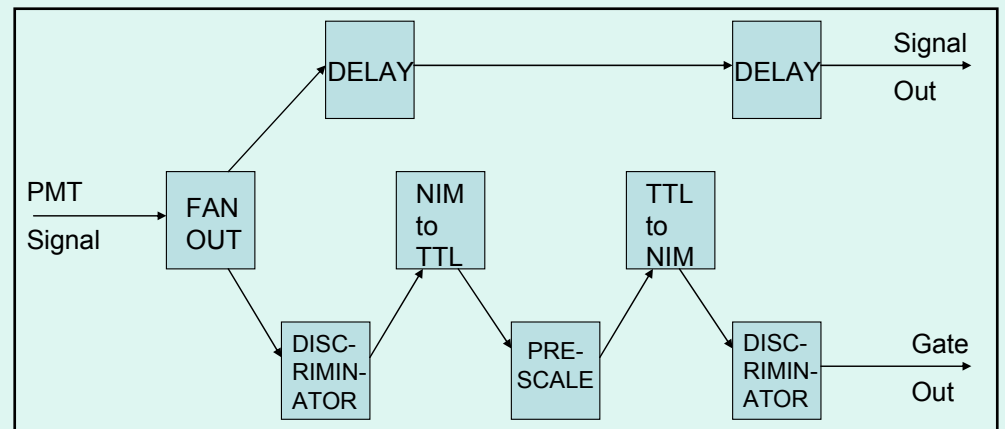 DELAY
DELAY
Signal
Out
PMT
Signal
FAN
OUT
NIM
to
TTL
TTL
to
NIM
DISC-
RIMIN-
ATOR
PRE-
SCALE
DISC-
RIMIN-
ATOR
Gate
Out